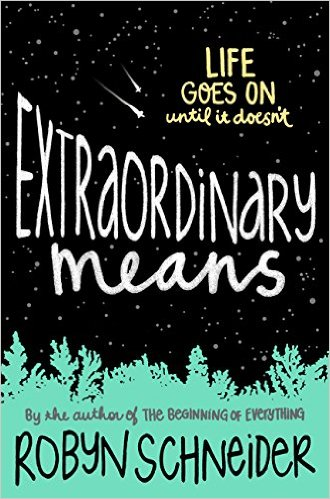 LIFE
GOES ON
until it doesn't
EXTRAORDINARY
means
By the author of THE BEGINNING OF EVERYTHING
ROBYN SCHNEIDER